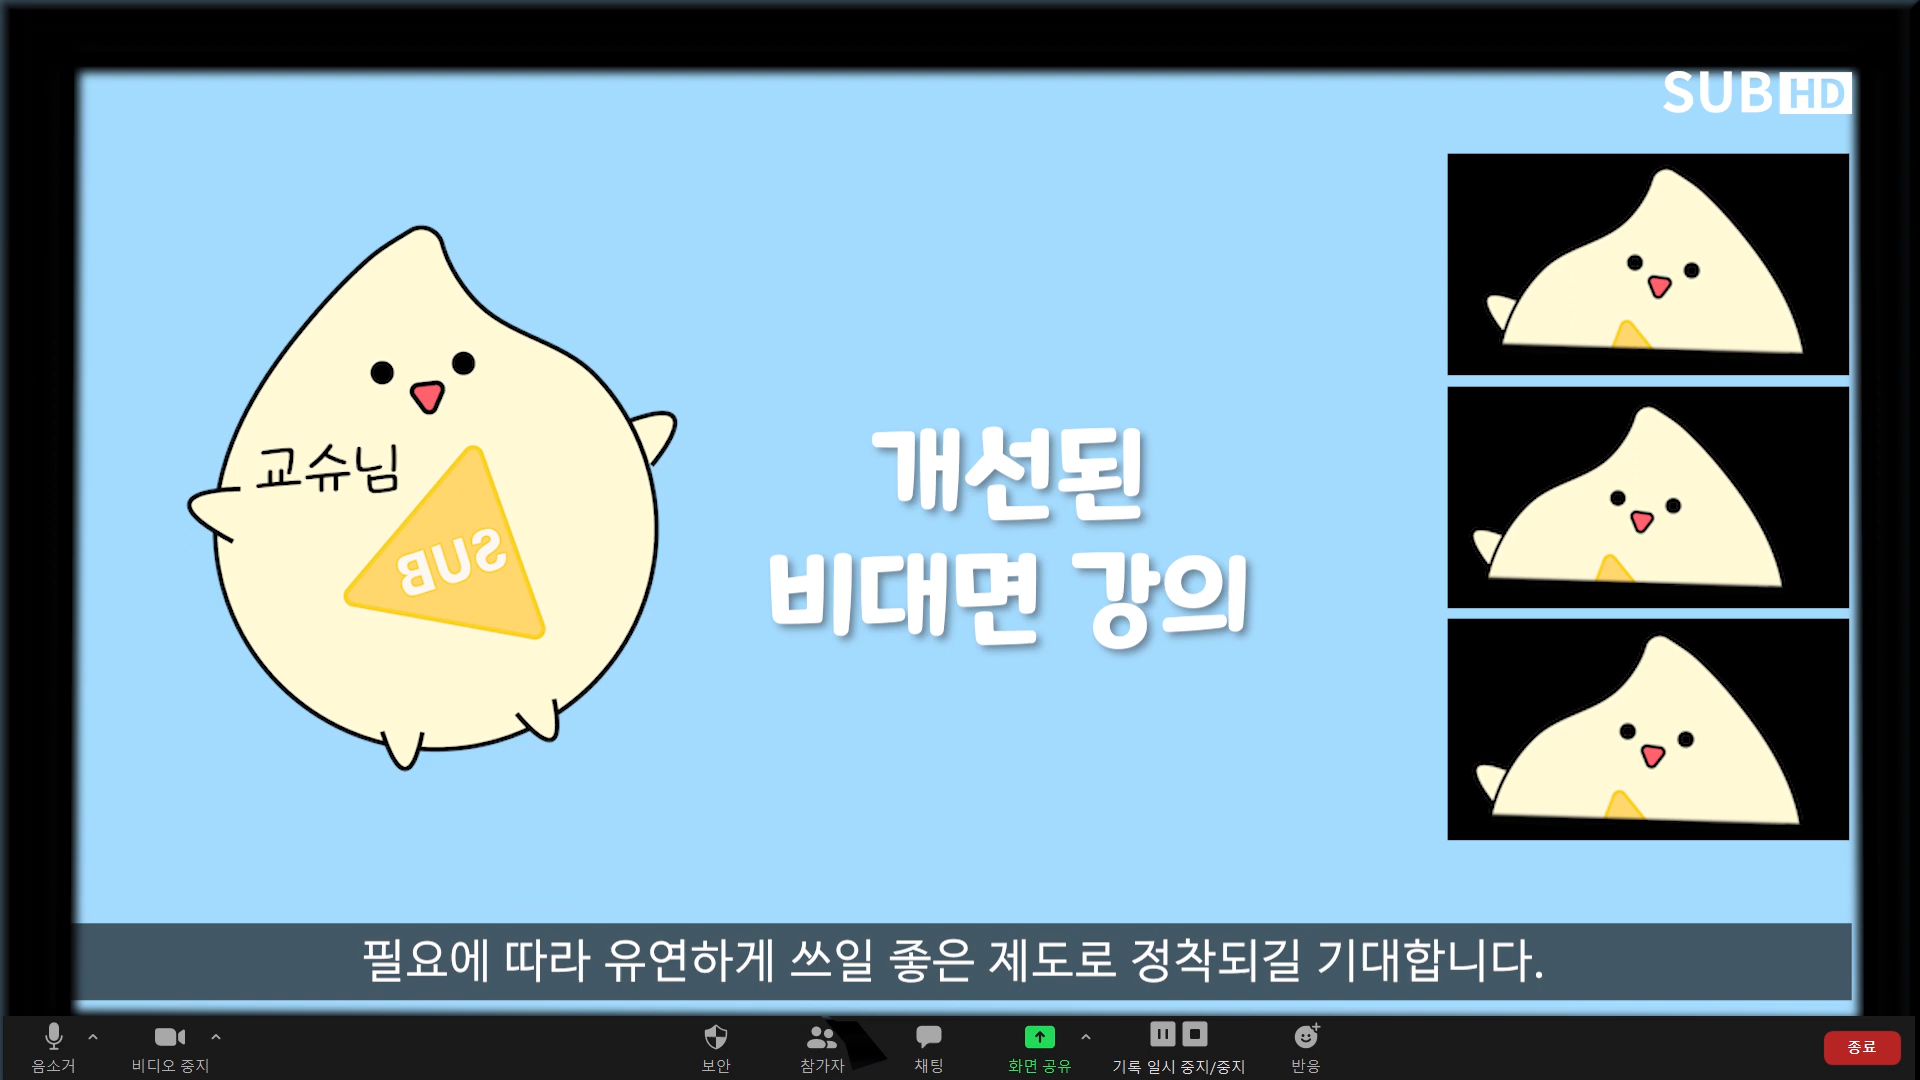 SUB HD
교슈님
SUB
개선된
비대면 강의
필요에 따라 유연하게 쓰일 좋은 제도로 정착되길 기대합니다.
음소거
비디오 중지
보안
참가자
채팅
화면 공유
기록 일시 중지/중지
반응
종료